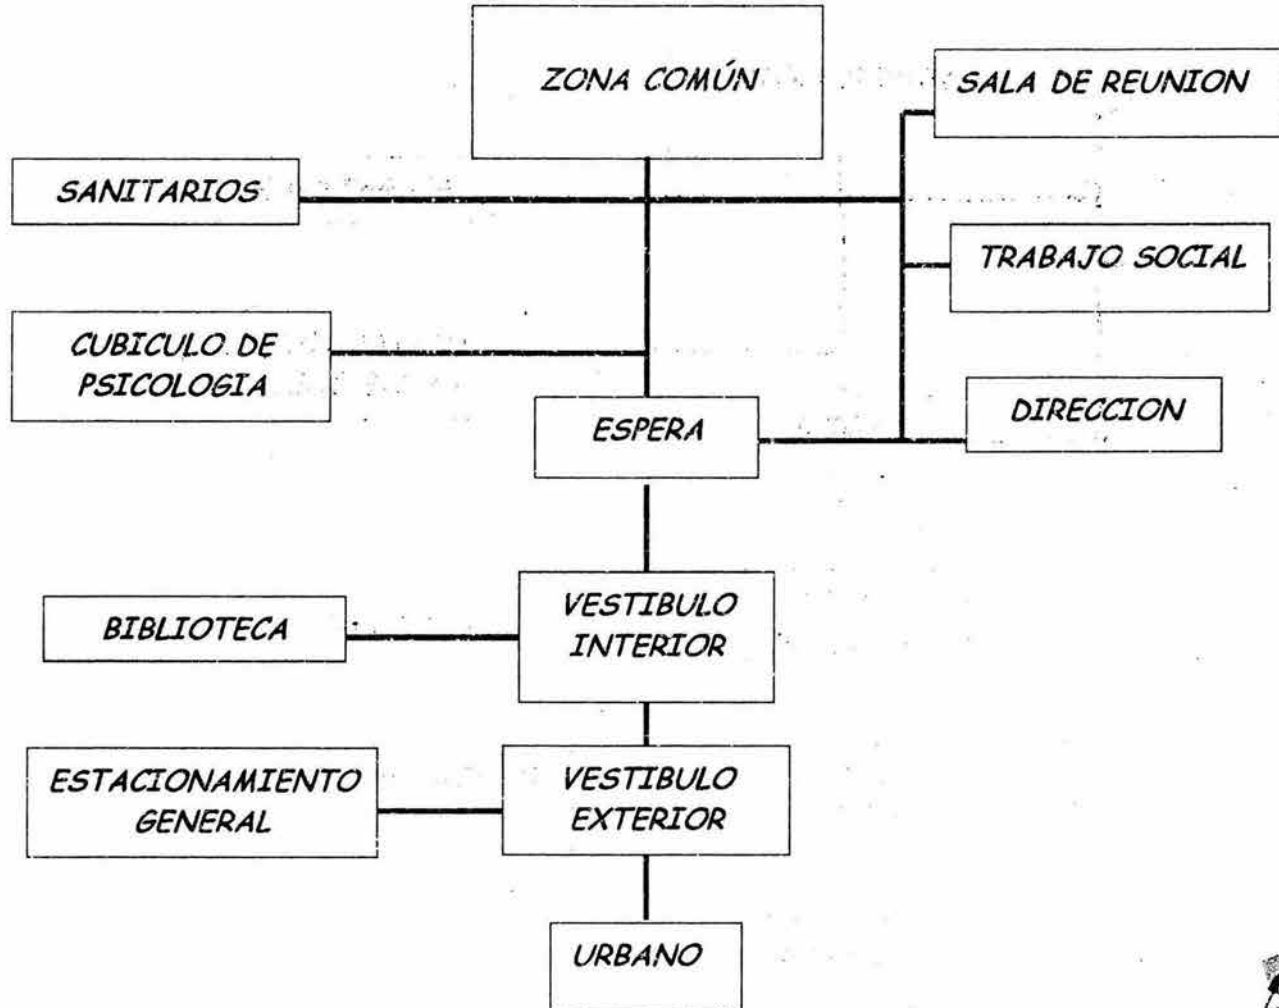 ZONA COMÚN
SALA DE REUNION
SANITARIOS
TRABAJO SOCIAL
CUBICULO DE
PSICOLOGIA
DIRECCION
ESPERA
VESTIBULO
INTERIOR
BIBLIOTECA
ESTACIONAMIENTO
GENERAL
VESTIBULO
EXTERIOR
URBANO